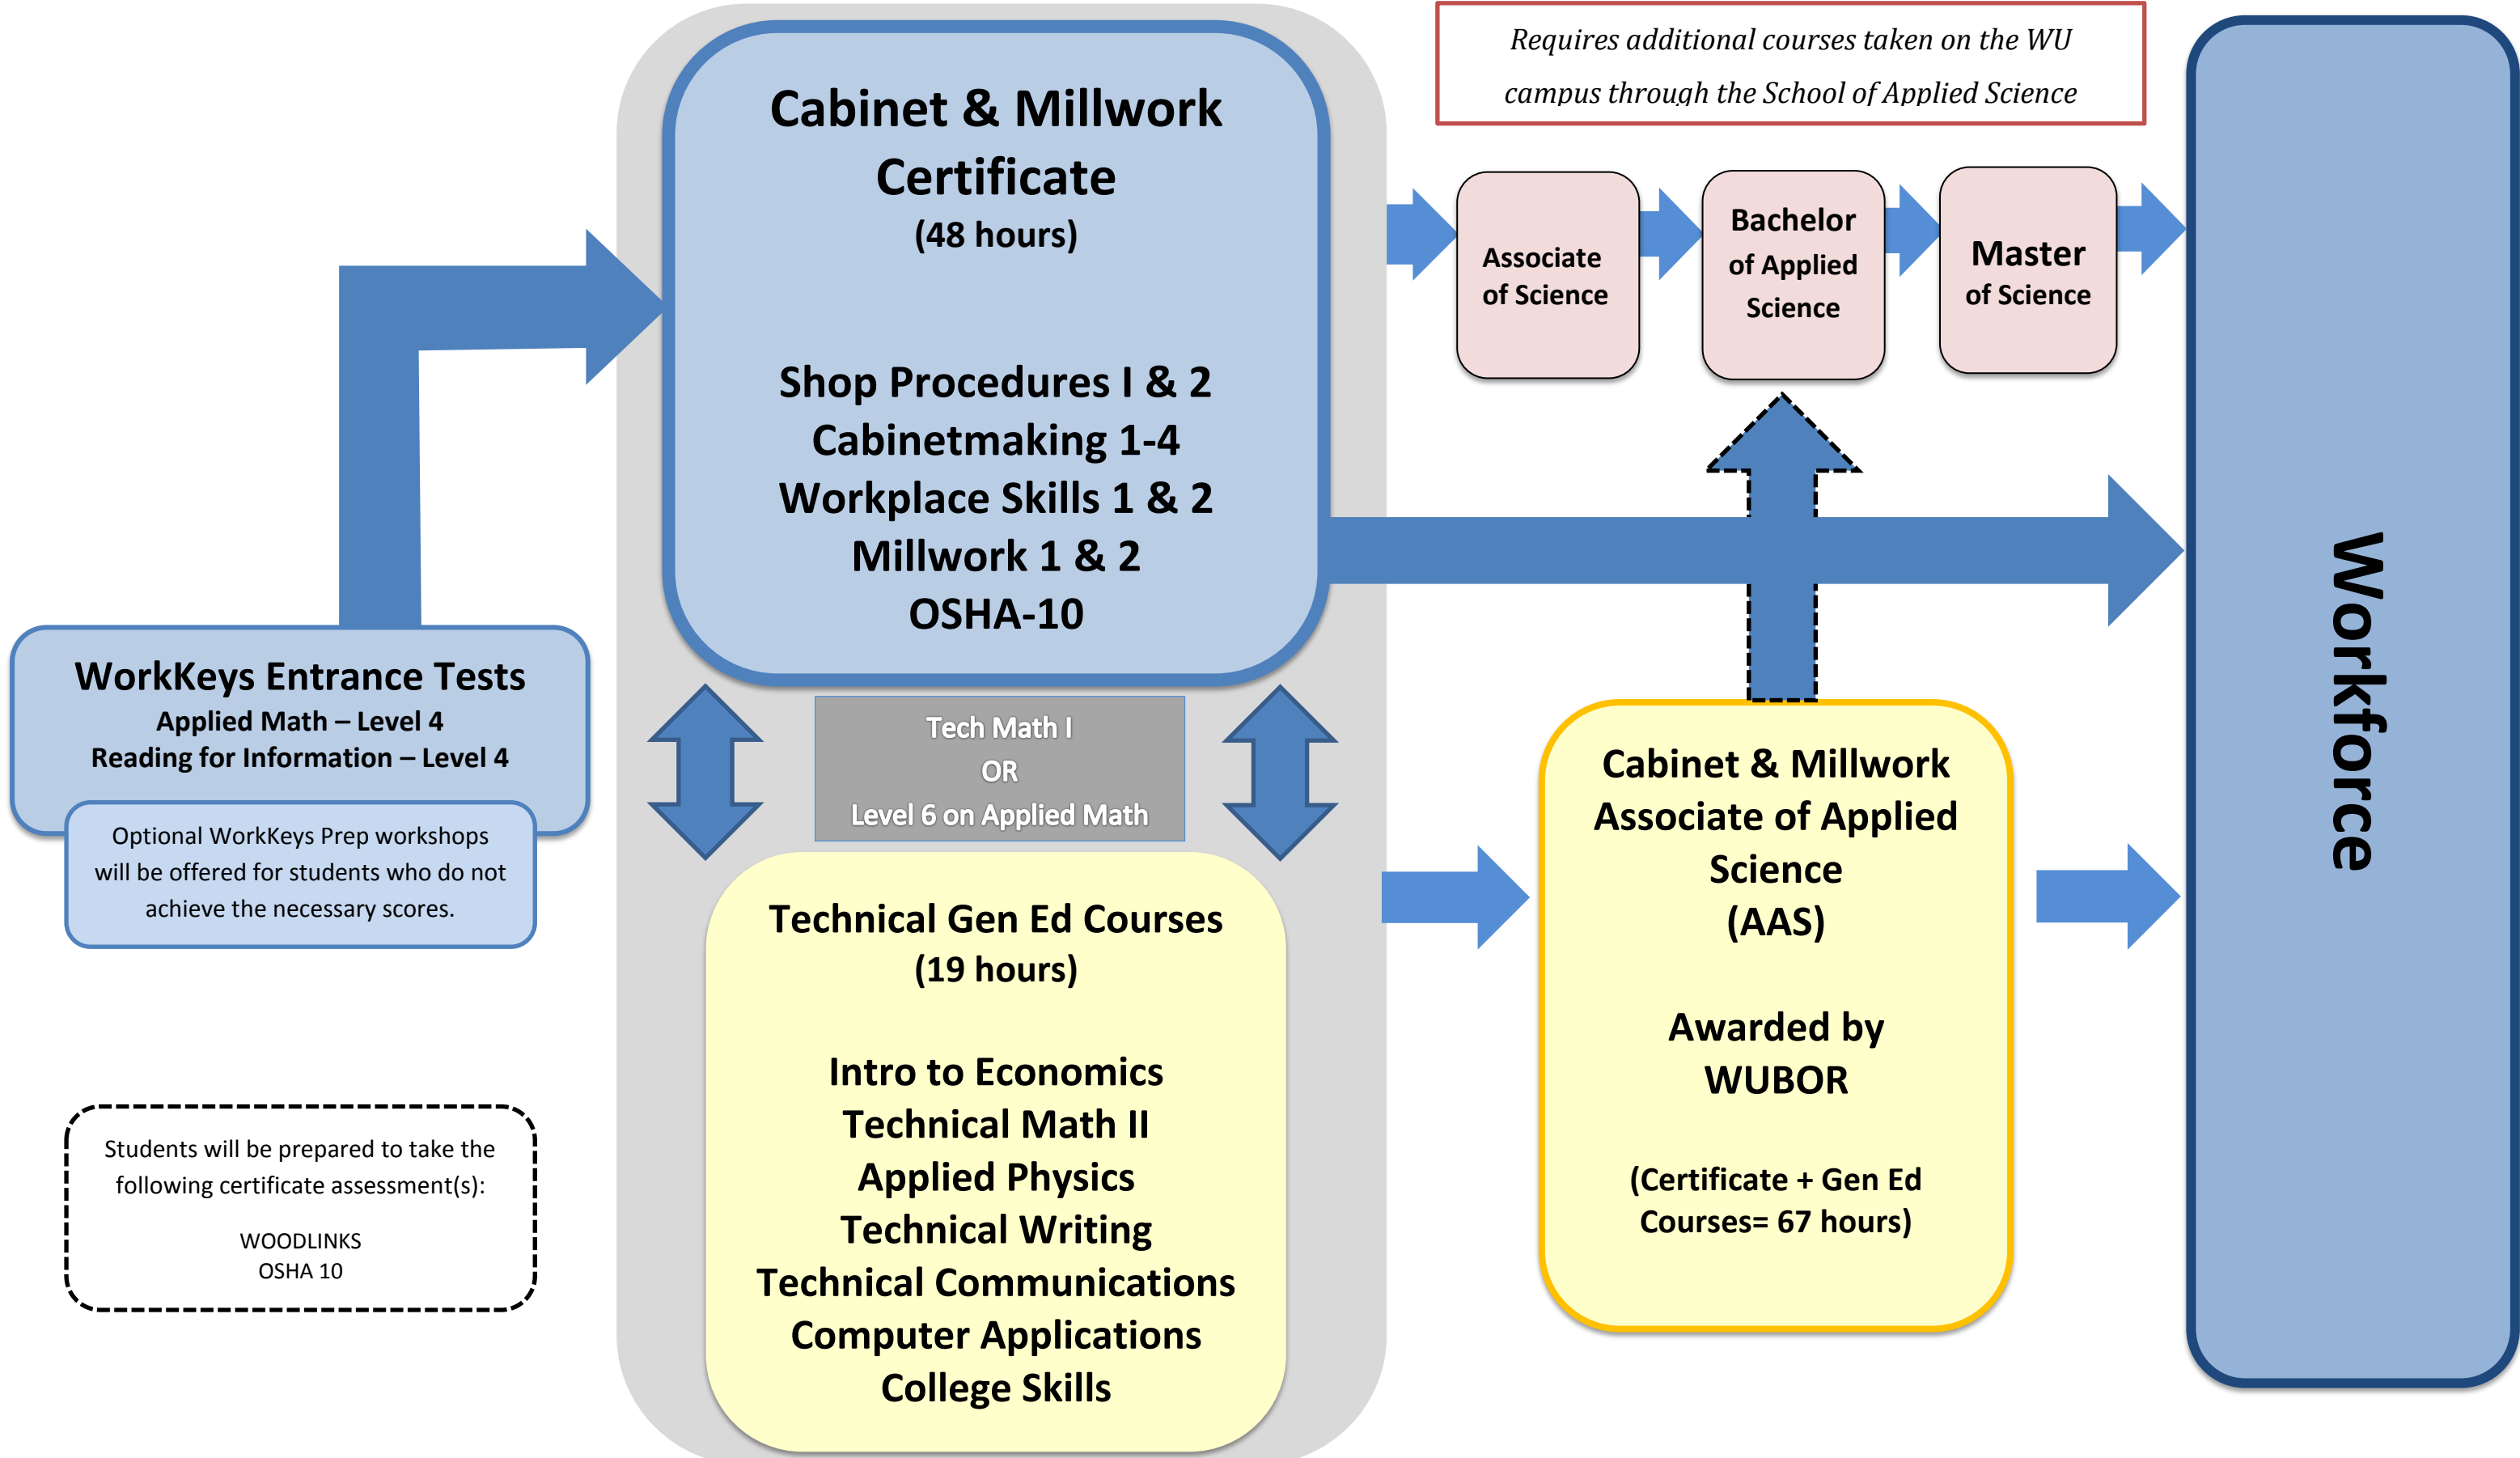 Requires additional courses taken on the WU
campus through the School of Applied Science
Cabinet & Millwork
Certificate
(48 hours)
Shop Procedures I & 2
Cabinetmaking 1-4
Workplace Skills 1 & 2
Millwork 1 & 2
OSHA-10
Associate
of Science
Bachelor
of Applied
Science
Master
of Science
Workforce
WorkKeys Entrance Tests
Applied Math – Level 4
Reading for Information – Level 4
Optional WorkKeys Prep workshops
will be offered for students who do not
achieve the necessary scores.
Tech Math I
OR
Level 6 on Applied Math
Technical Gen Ed Courses
(19 hours)
Intro to Economics
Technical Math II
Applied Physics
Technical Writing
Technical Communications
Computer Applications
College Skills
Cabinet & Millwork
Associate of Applied
Science
(AAS)
Awarded by
WUBOR
(Certificate + Gen Ed
Courses= 67 hours)
Students will be prepared to take the
following certificate assessment(s):
WOODLINKS
OSHA 10